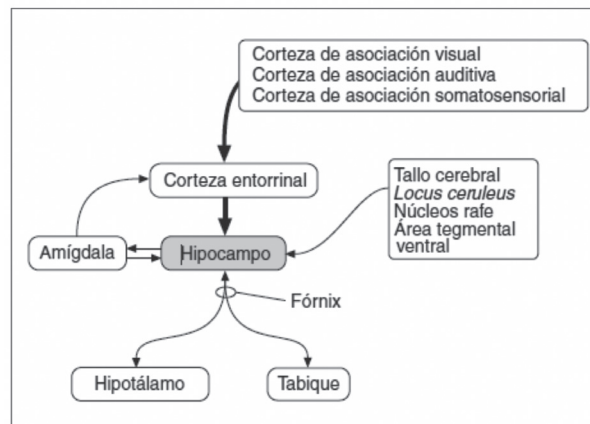 Corteza de asociación visual
Corteza de asociación auditiva
Corteza de asociación somatosensorial
Corteza entorrinal
Tallo cerebral
Locus ceruleus
Núcleos rafe
Área tegmental
ventral
Amígdala
Hipocampo
Fórnix
Hipotálamo
Tabique